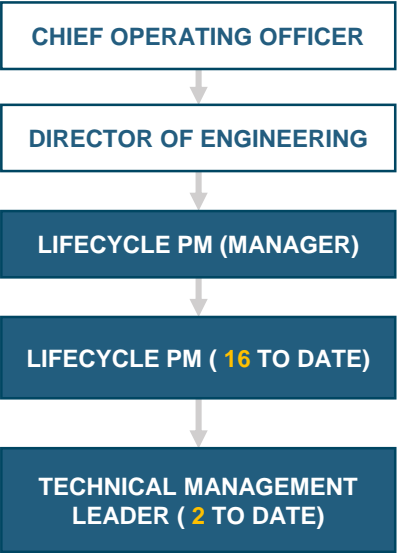 CHIEF OPERATING OFFICER
DIRECTOR OF ENGINEERING
LIFECYCLE PM (MANAGER)
LIFECYCLE PM ( 16 TO DATE)
TECHNICAL MANAGEMENT
LEADER ( 2 TO DATE)